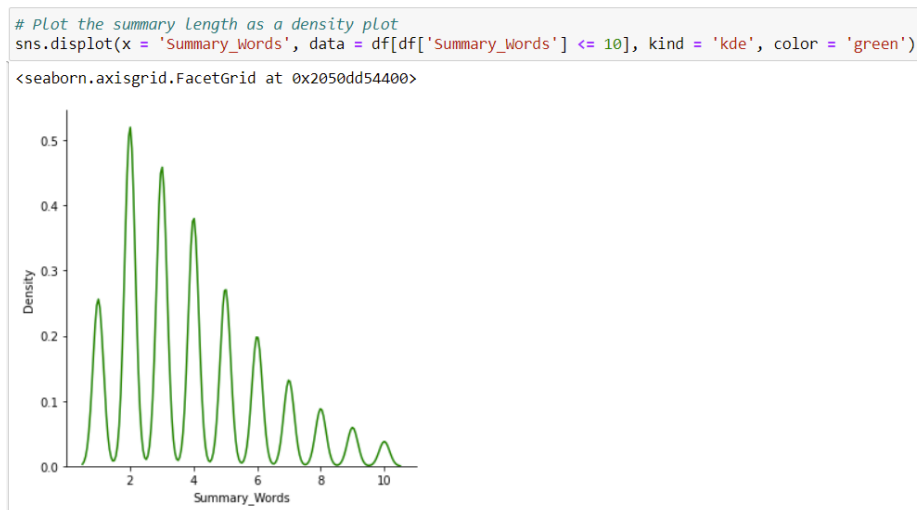 # Plot the summary length as a density plot
sns.displot(x = 'Summary_Words', data = df[df['Summary_Words'] <= 10], kind = 'kde', color = 'green')
<seaborn.axisgrid.FacetGrid at 0x2050dd54400>
0.5
0.4
0.3
0.2
0.1
0.0
Density
2 4 6 8 10
Summary_Words